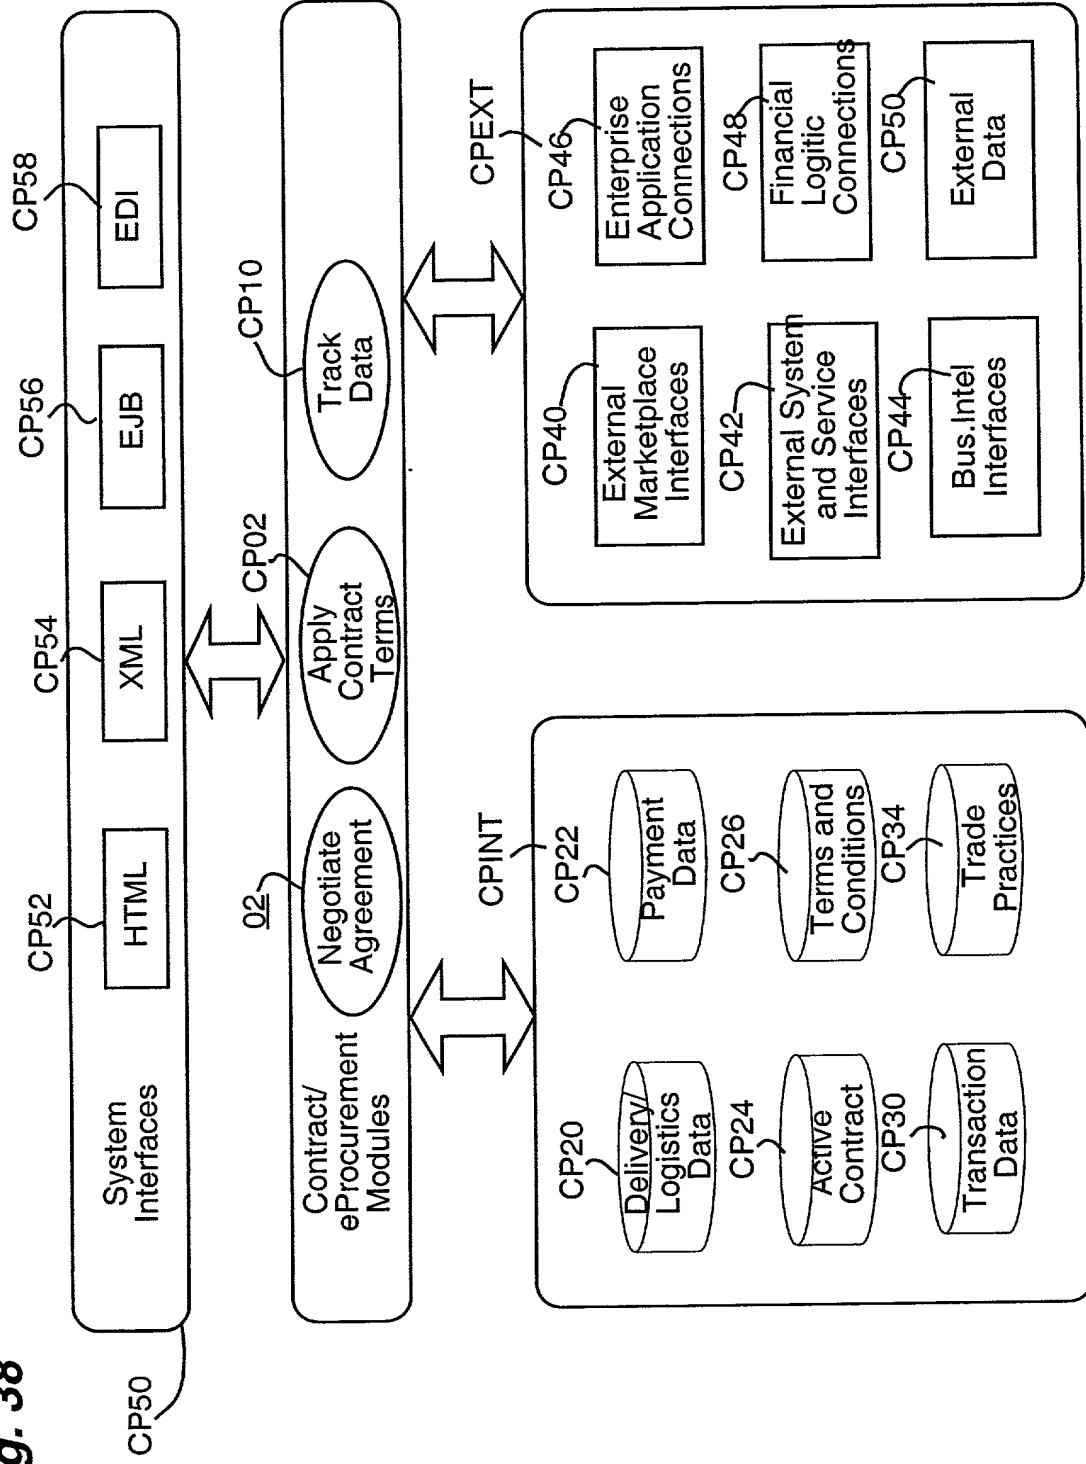 g. 38
CP50
System
Interfaces
CP52
HTML
CP54
XML
CP56
EJB
CP58
EDI
Contract/
eProcurement
Modules
02
Negotiate
Agreement
CP02
Apply
Contract
Terms
CP10
Track
Data
CPINT
CP20
Delivery/
Logistics
Data
CP22
Payment
Data
CP24
Active
Contract
CP26
Terms and
Conditions
CP30
Transaction
Data
CP34
Trade
Practices
CPEXT
CP40
External
Marketplace
Interfaces
CP46
Enterprise
Application
Connections
CP42
External System
and Service
Interfaces
CP48
Financial
Logitic
Connections
CP44
Bus.Intel
Interfaces
CP50
External
Data